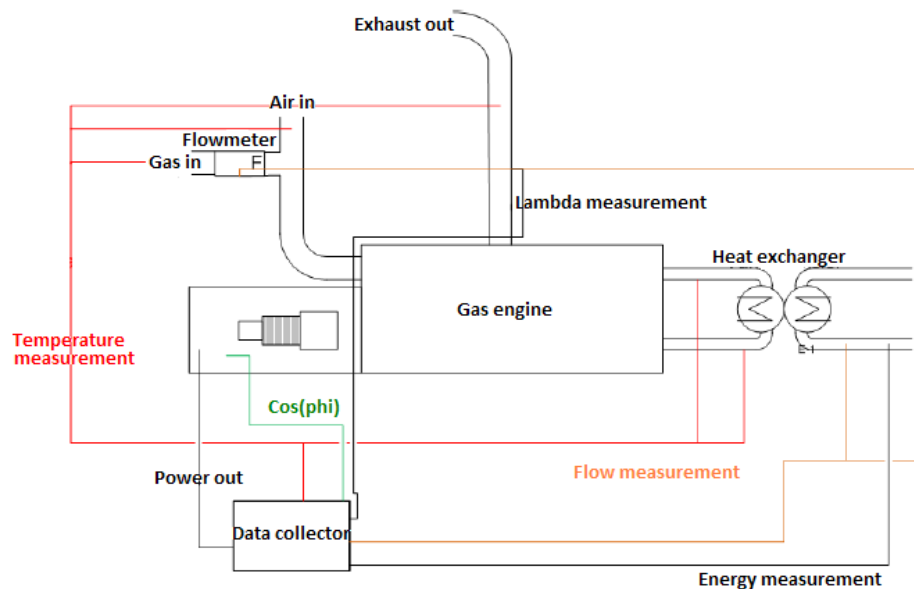 Exhaust out
Air in
Flowmeter
Gas in
F
Lambda measurement
Heat exchanger
Gas engine
Temperature
measurement
Cos(phi)
Power out
Flow measurement
Data collector
Energy measurement